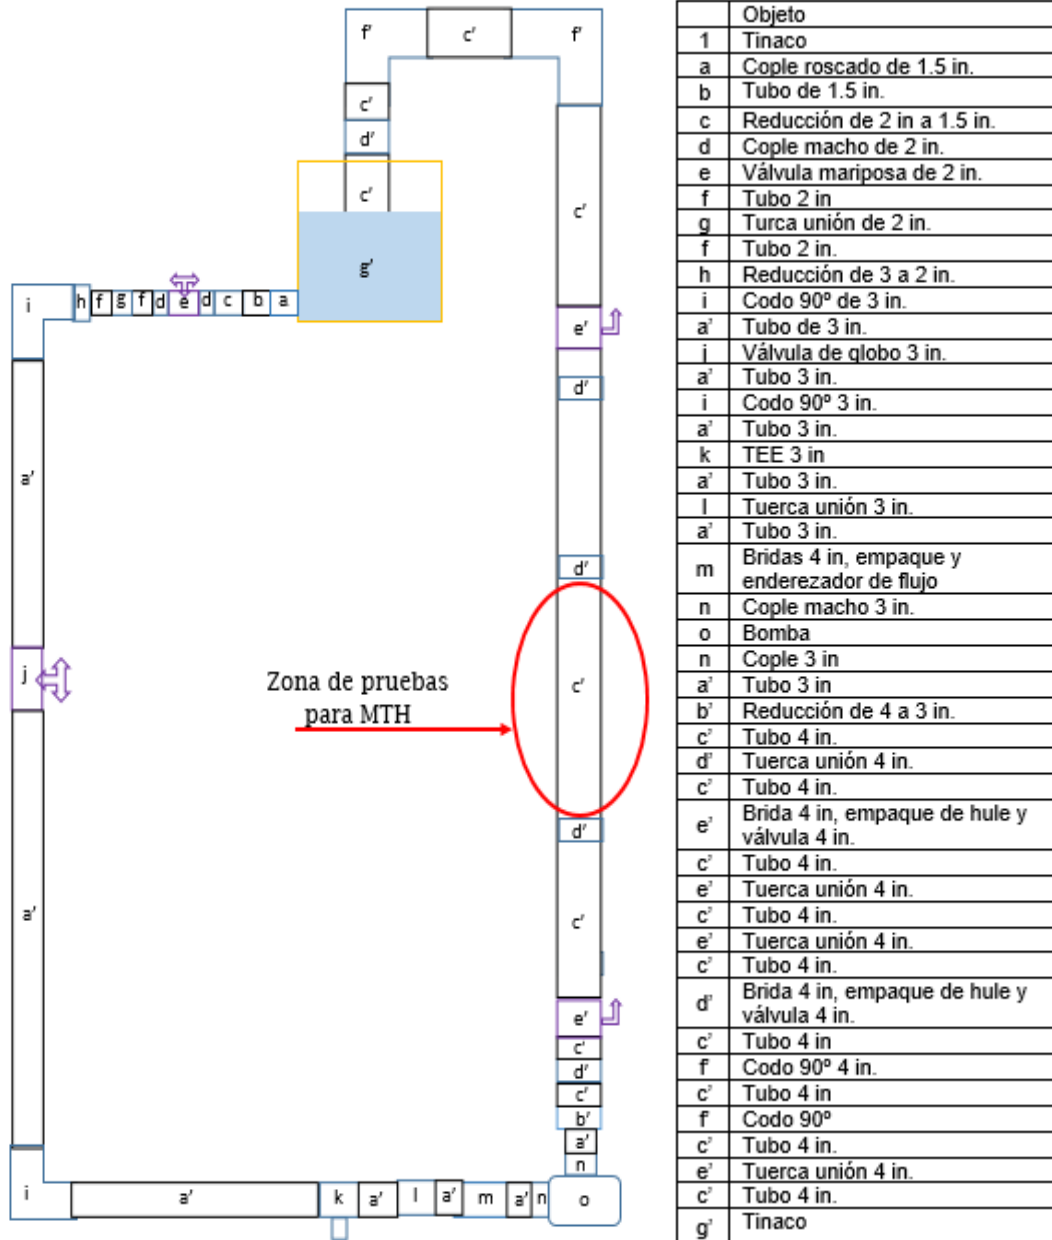 f'
c'
f'
c'
d'
c'
g'
c'
i
h
f
g
f
d
e
d
c
b
a
e'
d'
a'
d'
j
Zona de pruebas
para MTH
c'
d'
a'
c'
e'
c'
d'
c'
b'
a'
n
i
a'
k
a'
l
a'
m
a'
n
o
Objeto
1 Tinaco
a Cople roscado de 1.5 in.
b Tubo de 1.5 in.
c Reducción de 2 in a 1.5 in.
d Cople macho de 2 in.
e Válvula mariposa de 2 in.
f Tubo 2 in
g Turca unión de 2 in.
f Tubo 2 in.
h Reducción de 3 a 2 in.
i Codo 90º de 3 in.
a' Tubo de 3 in.
j Válvula de globo 3 in.
a' Tubo 3 in.
i Codo 90º 3 in.
a' Tubo 3 in.
k TEE 3 in
a' Tubo 3 in.
l Tuerca unión 3 in.
a' Tubo 3 in.
m Bridas 4 in, empaque y
enderezador de flujo
n Cople macho 3 in.
o Bomba
n Cople 3 in
a' Tubo 3 in
b' Reducción de 4 a 3 in.
c' Tubo 4 in.
d' Tuerca unión 4 in.
c' Tubo 4 in.
e' Brida 4 in, empaque de hule y
válvula 4 in.
c' Tubo 4 in.
e' Tuerca unión 4 in.
c' Tubo 4 in.
e' Tuerca unión 4 in.
c' Tubo 4 in.
d' Brida 4 in, empaque de hule y
válvula 4 in.
c' Tubo 4 in
f' Codo 90º 4 in.
c' Tubo 4 in
f' Codo 90º
c' Tubo 4 in.
e' Tuerca unión 4 in.
c' Tubo 4 in.
g' Tinaco